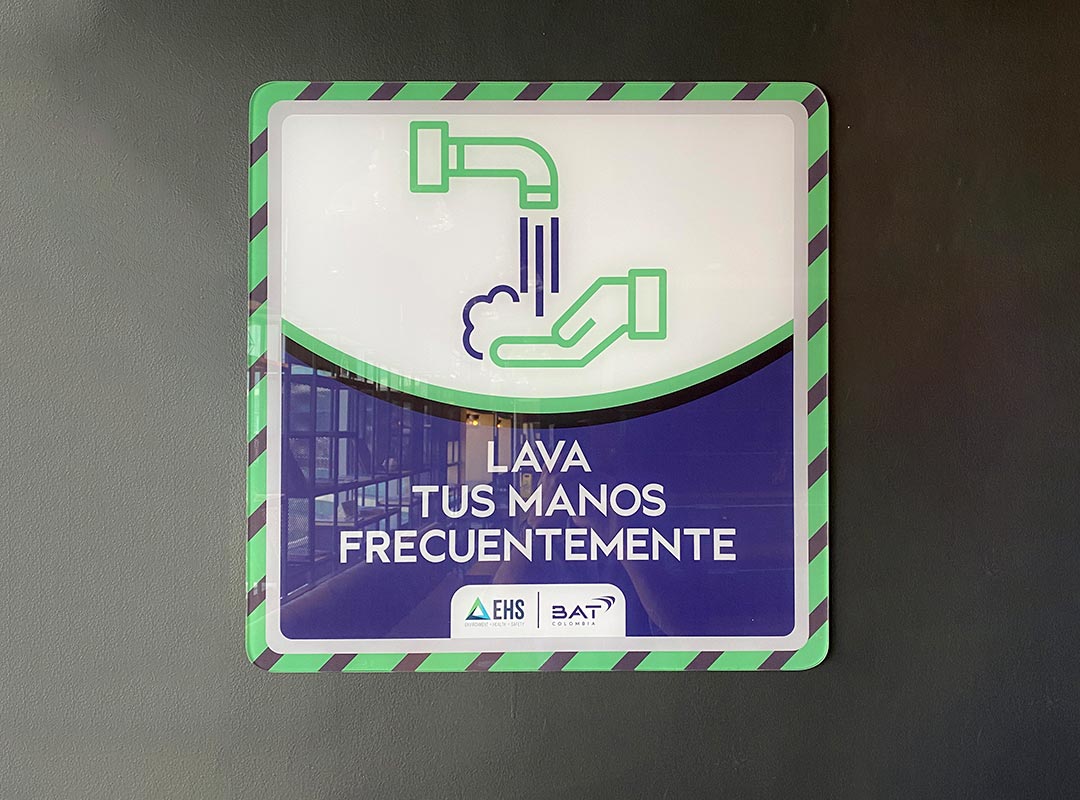 LAVA
TUS MANOS
FRECUENTEMENTE
EHS
ENVIRONMENT • HEALTH • SAFETY
BAT
COLOMBIA